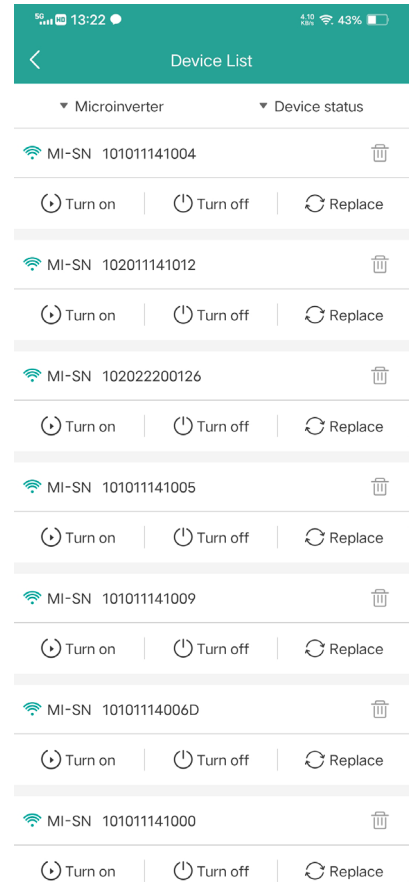 5G HD 13:22 4.10 KB/s 43%
Device List
Microinverter Device status
MI-SN 101011141004
Turn on Turn off Replace
MI-SN 102011141012
Turn on Turn off Replace
MI-SN 102022200126
Turn on Turn off Replace
MI-SN 101011141005
Turn on Turn off Replace
MI-SN 101011141009
Turn on Turn off Replace
MI-SN 10101114006D
Turn on Turn off Replace
MI-SN 101011141000
Turn on Turn off Replace